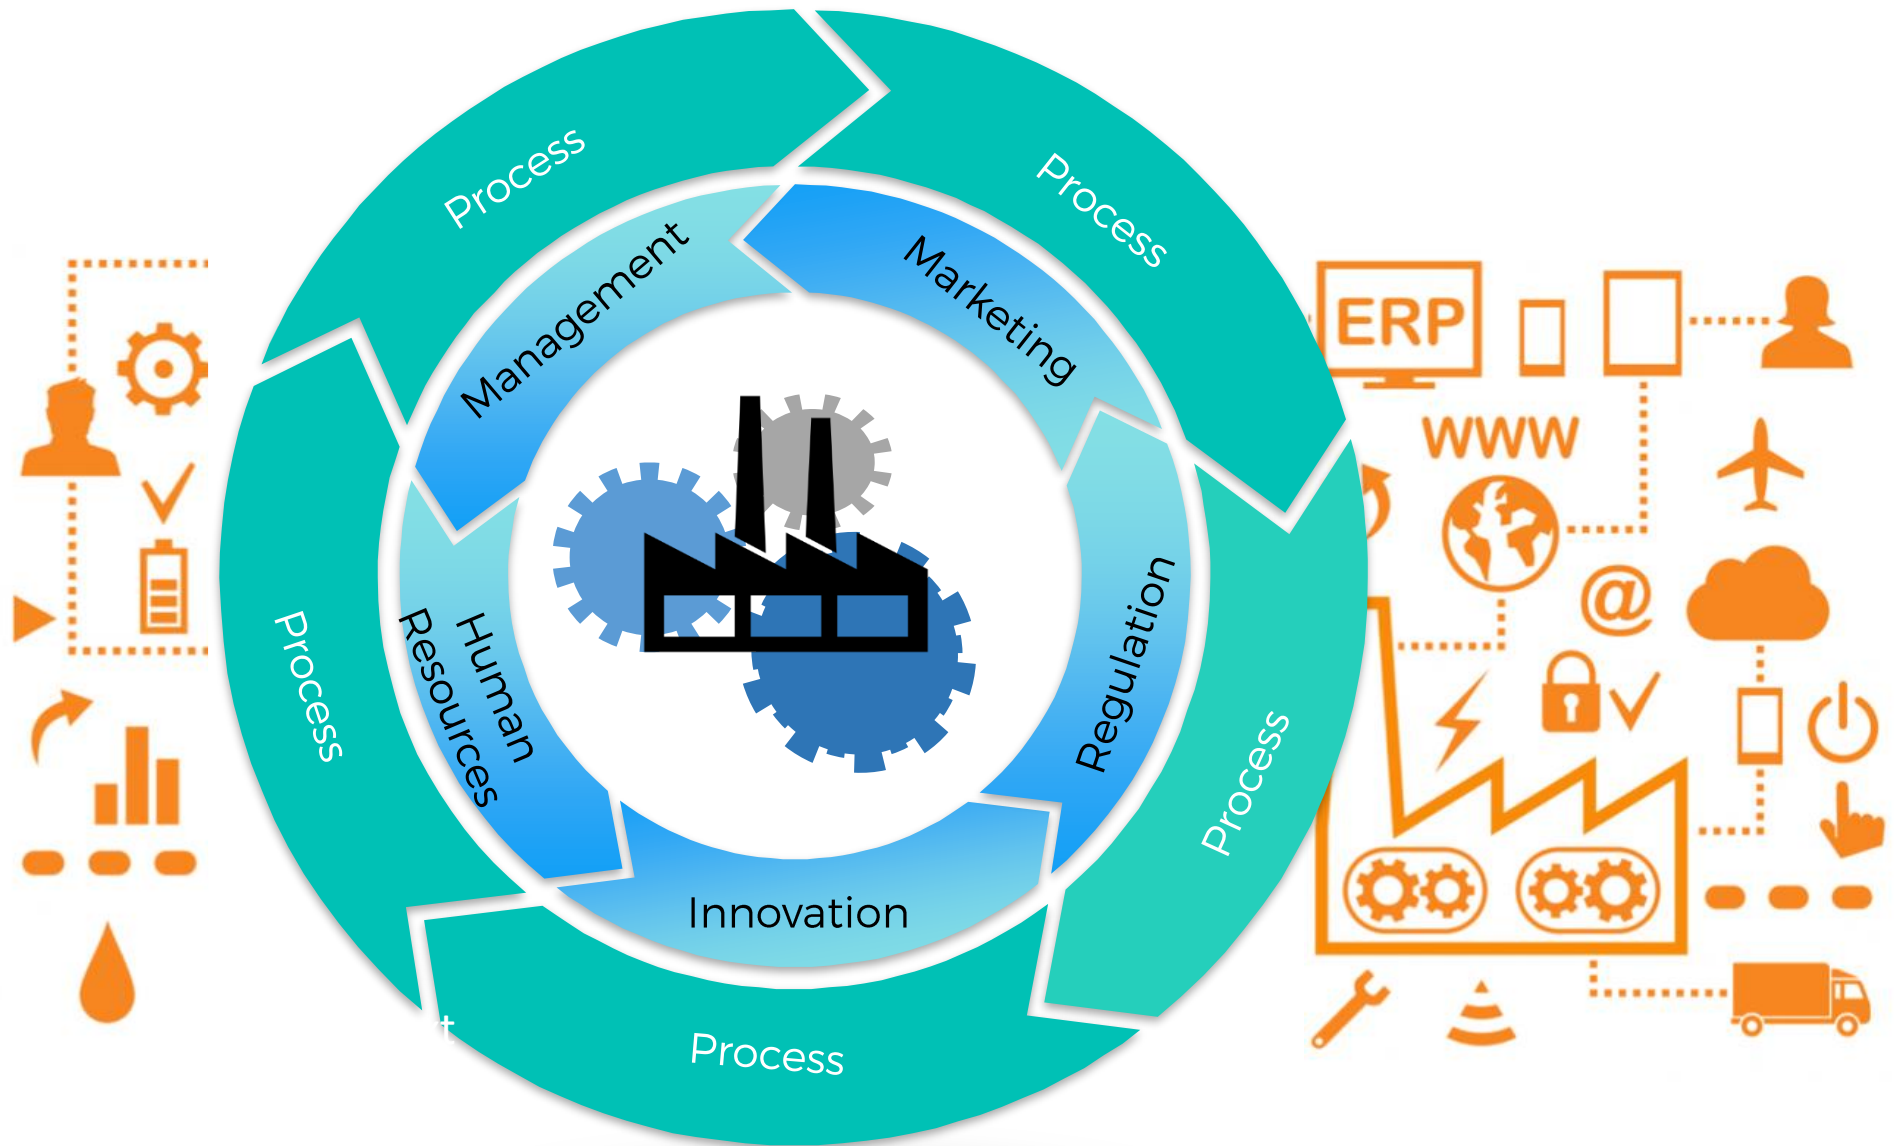 Process
Process
Management
Marketing
ERP
www
@
Process
Human
Resources
Regulation
Process
Innovation
t
Process